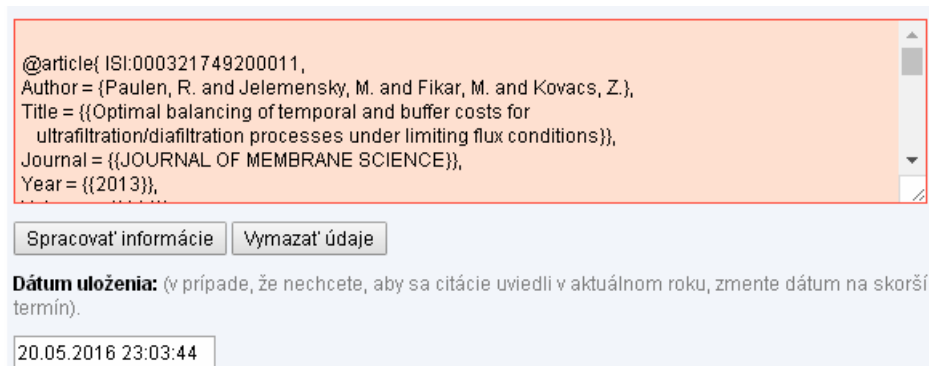 @article{ ISI:000321749200011,
Author = {Paulen, R. and Jelemensky, M. and Fikar, M. and Kovacs, Z.},
Title = {{Optimal balancing of temporal and buffer costs for
ultrafiltration/diafiltration processes under limiting flux conditions}},
Journal = {{JOURNAL OF MEMBRANE SCIENCE}},
Year = {{2013}},
Spracovať informácie Vymazať údaje
Dátum uloženia: (v prípade, že nechcete, aby sa citácie uviedli v aktuálnom roku, zmente dátum na skorší
termín).
20.05.2016 23:03:44